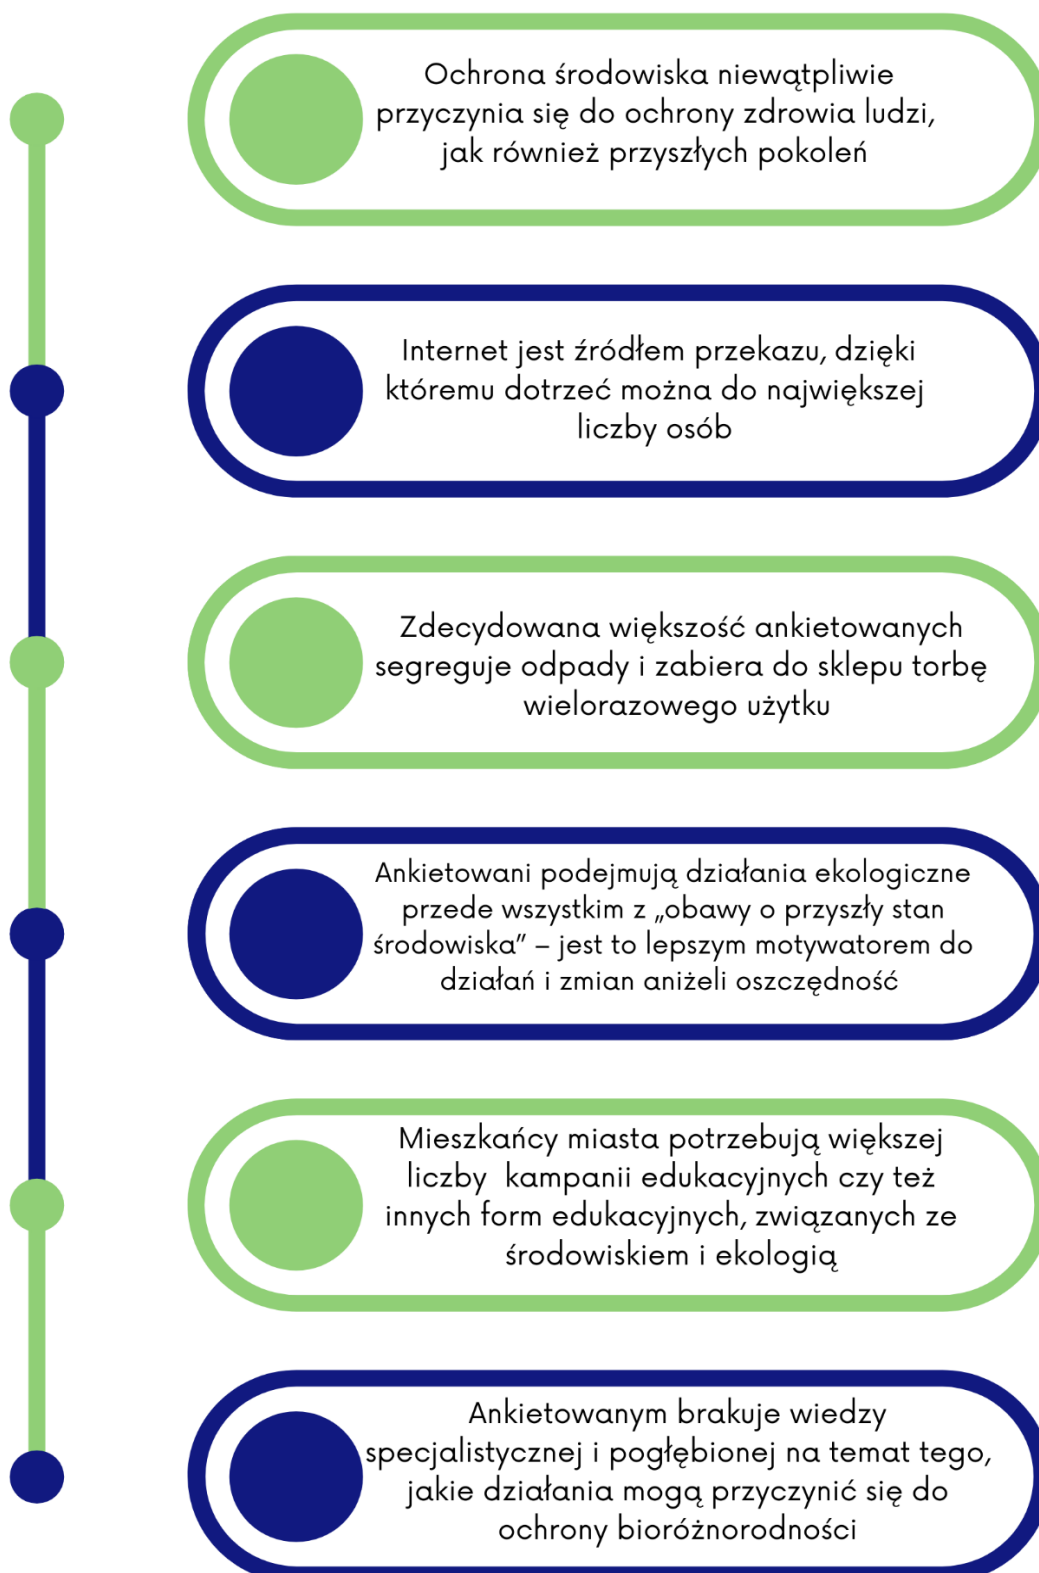 Ochrona środowiska niewątpliwie
przyczynia się do ochrony zdrowia ludzi,
jak również przyszłych pokoleń
Internet jest źródłem przekazu, dzięki
któremu dotrzeć można do największej
liczby osób
Zdecydowana większość ankietowanych
segreguje odpady i zabiera do sklepu torbę
wielorazowego użytku
Ankietowani podejmują działania ekologiczne
przede wszystkim z „obawy o przyszły stan
środowiska” – jest to lepszym motywatorem do
działań i zmian aniżeli oszczędność
Mieszkańcy miasta potrzebują większej
liczby  kampanii edukacyjnych czy też
innych form edukacyjnych, związanych ze
środowiskiem i ekologią
Ankietowanym brakuje wiedzy
specjalistycznej i pogłębionej na temat tego,
jakie działania mogą przyczynić się do
ochrony bioróżnorodności